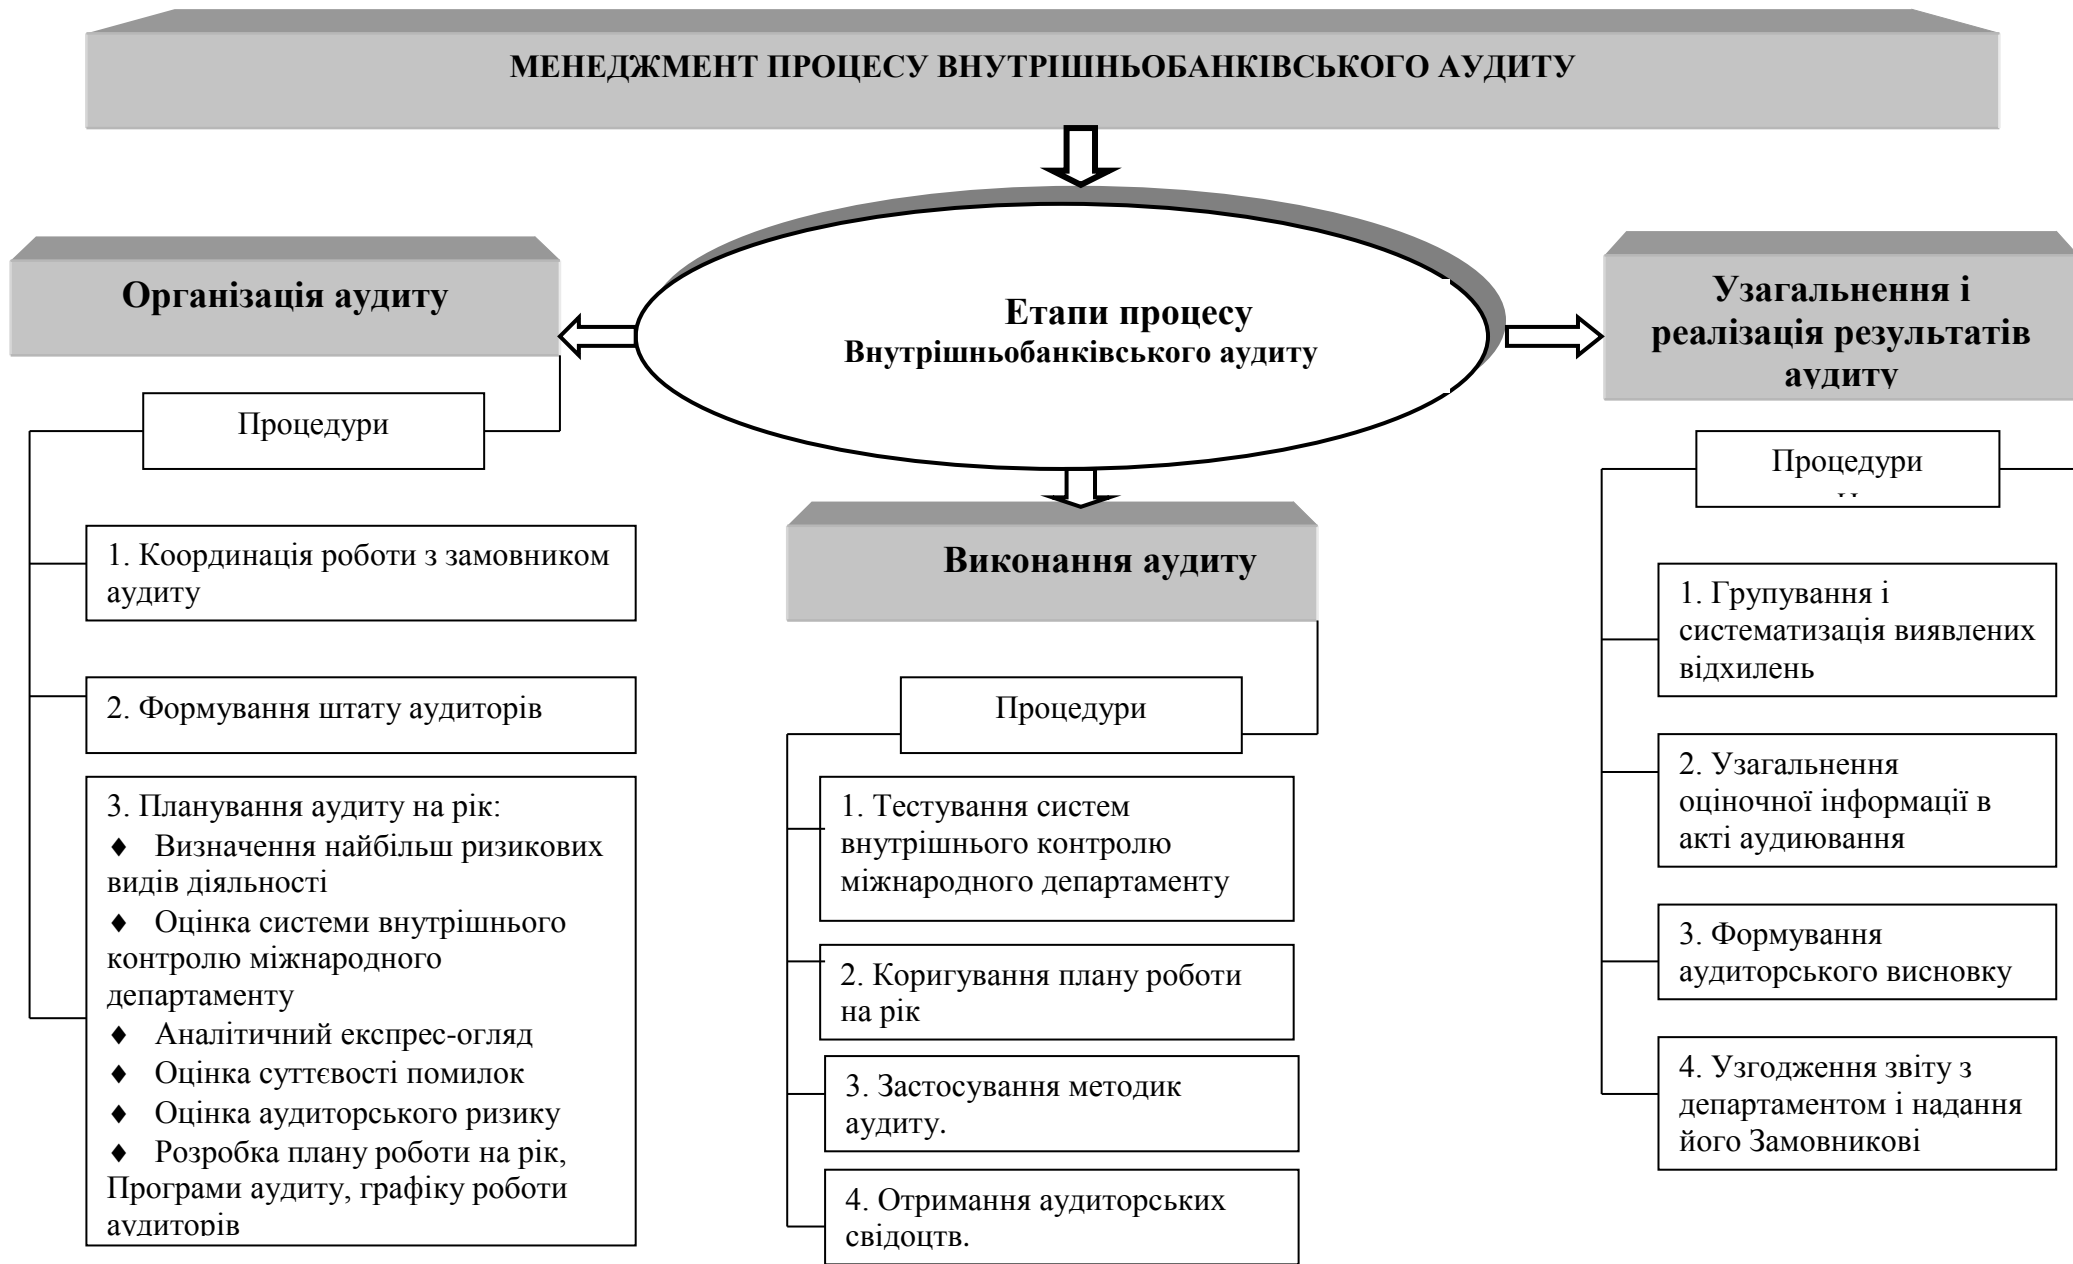 МЕНЕДЖМЕНТ ПРОЦЕСУ ВНУТРІШНЬОБАНКІВСЬКОГО АУДИТУ
Етапи процесу
Внутрішньобанківського аудиту
Організація аудиту
Процедури
1. Координація роботи з замовником
аудиту
2. Формування штату аудиторів
3. Планування аудиту на рік:
♦ Визначення найбільш ризикових
видів діяльності
♦ Оцінка системи внутрішнього
контролю міжнародного
департаменту
♦ Аналітичний експрес-огляд
♦ Оцінка суттєвості помилок
♦ Оцінка аудиторського ризику
♦ Розробка плану роботи на рік,
Програми аудиту, графіку роботи
аудиторів
Виконання аудиту
Процедури
1. Тестування систем
внутрішнього контролю
міжнародного департаменту
2. Коригування плану роботи
на рік
3. Застосування методик
аудиту.
4. Отримання аудиторських
свідоцтв.
Узагальнення і
реалізація результатів
аудиту
Процедури
1. Групування і
систематизація виявлених
відхилень
2. Узагальнення
оціночної інформації в
акті аудиювання
3. Формування
аудиторського висновку
4. Узгодження звіту з
департаментом і надання
його Замовникові